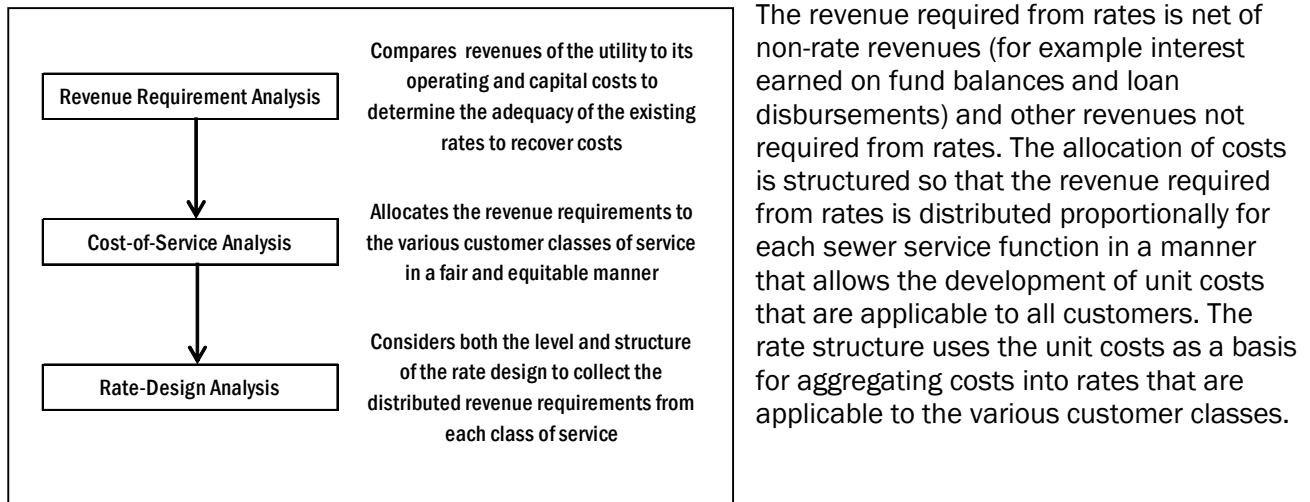 Revenue Requirement Analysis
Compares revenues of the utility to its
operating and capital costs to
determine the adequacy of the existing
rates to recover costs
Cost-of-Service Analysis
Allocates the revenue requirements to
the various customer classes of service
in a fair and equitable manner
Rate-Design Analysis
Considers both the level and structure
of the rate design to collect the
distributed revenue requirements from
each class of service
The revenue required from rates is net of
non-rate revenues (for example interest
earned on fund balances and loan
disbursements) and other revenues not
required from rates. The allocation of costs
is structured so that the revenue required
from rates is distributed proportionally for
each sewer service function in a manner
that allows the development of unit costs
that are applicable to all customers. The
rate structure uses the unit costs as a basis
for aggregating costs into rates that are
applicable to the various customer classes.